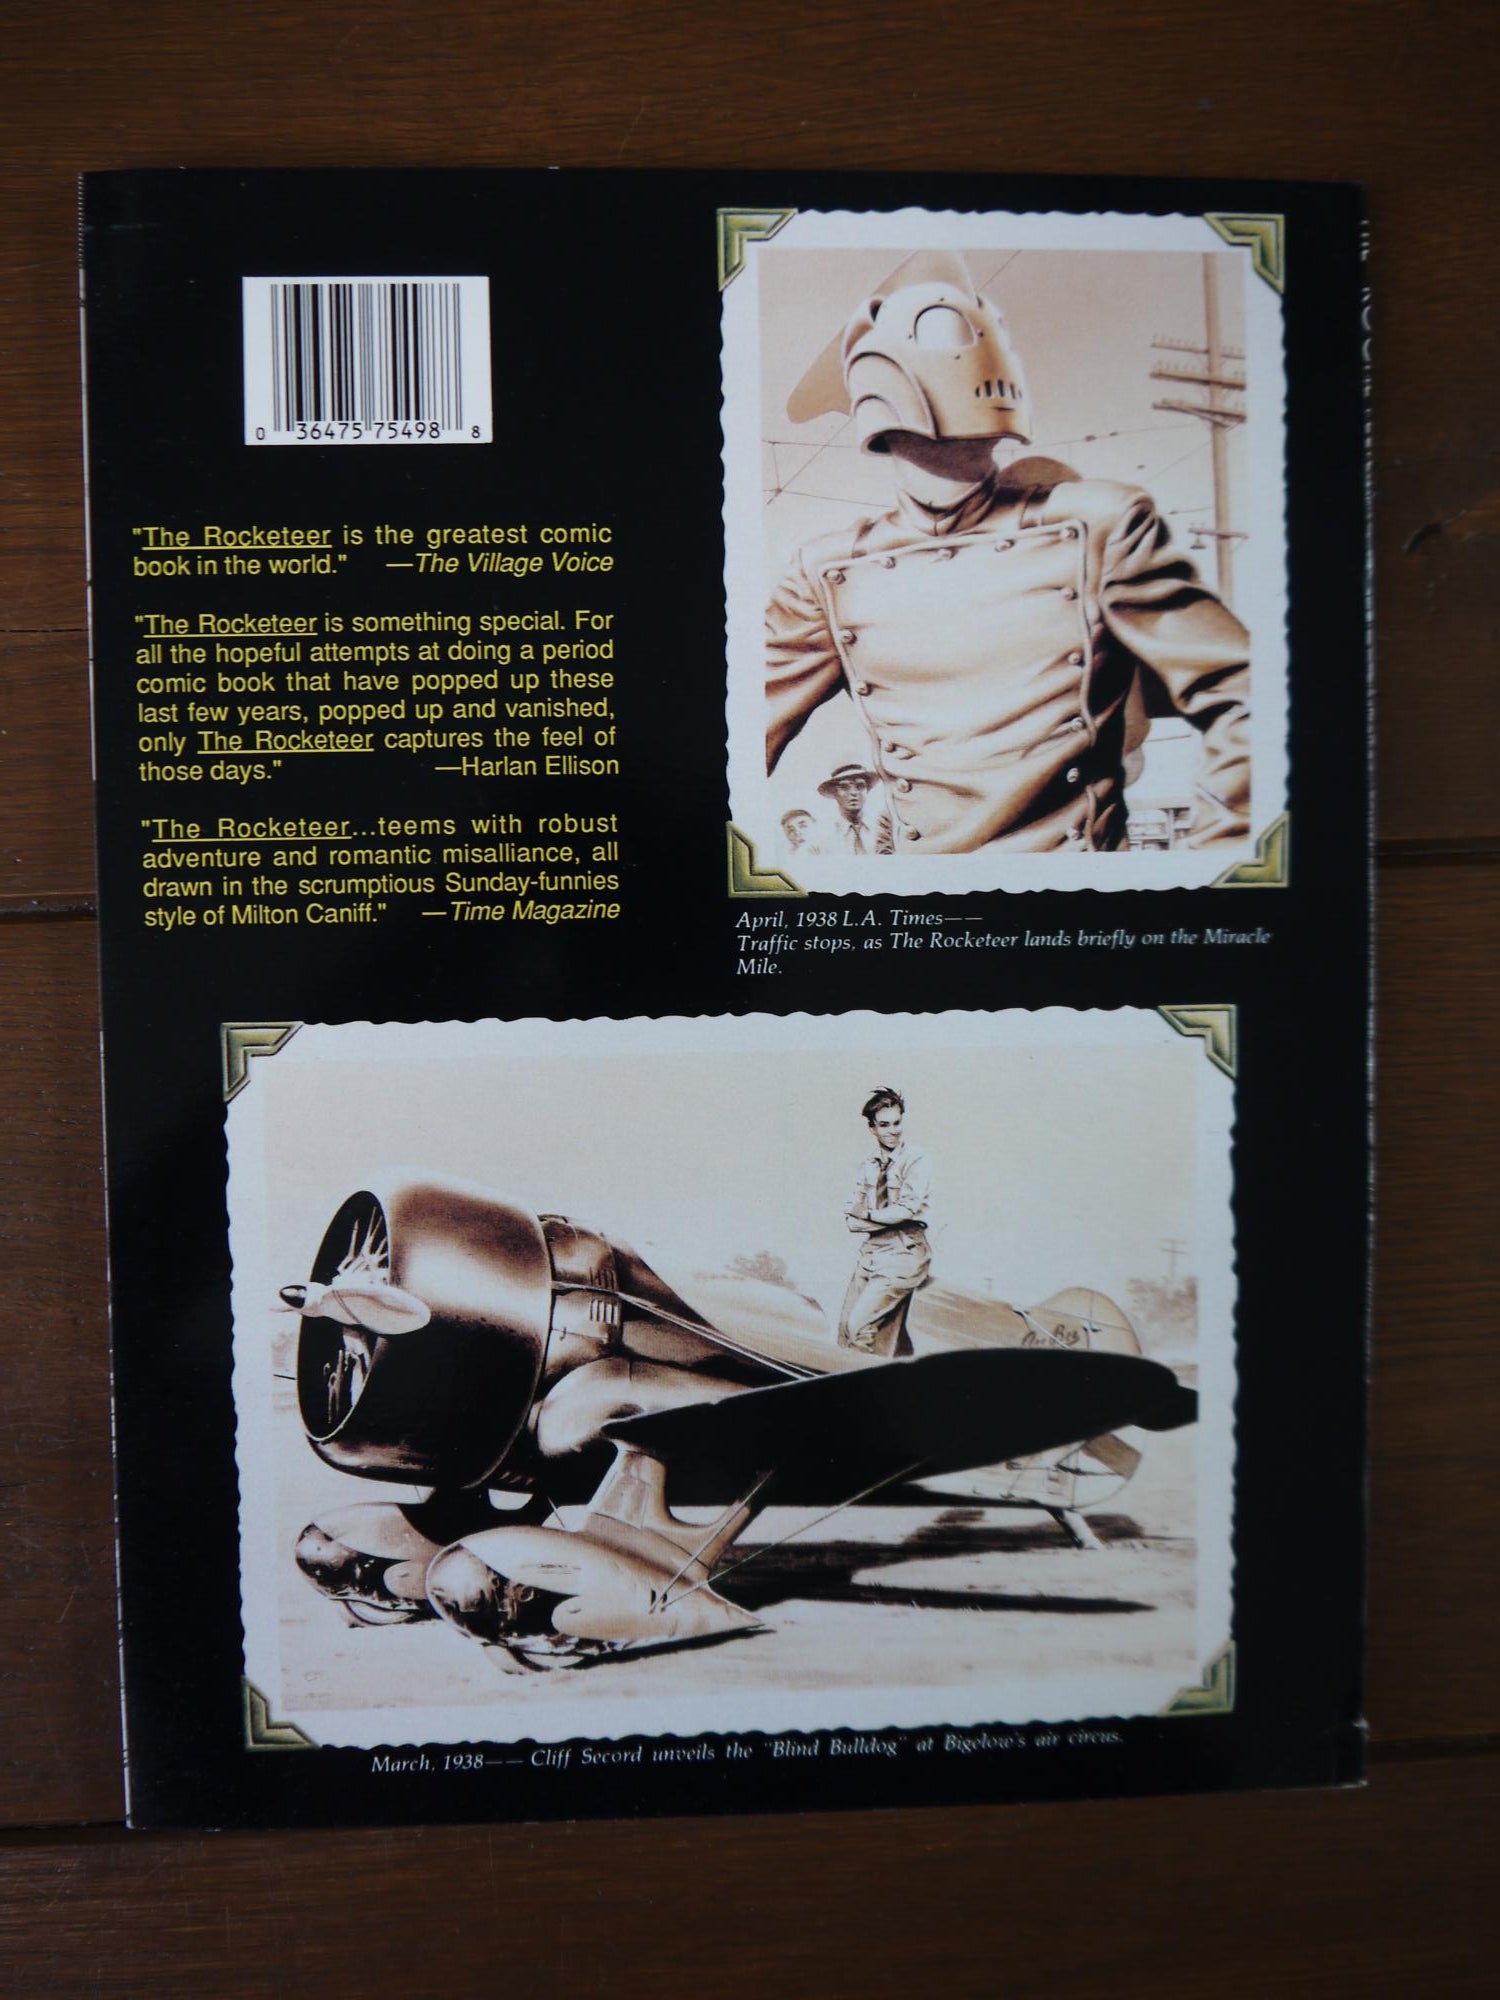 0 36475 75498 8
"The Rocketeer is the greatest comic
book in the world." —The Village Voice
"The Rocketeer is something special. For
all the hopeful attempts at doing a period
comic book that have popped up these
last few years, popped up and vanished,
only The Rocketeer captures the feel of
those days." —Harlan Ellison
"The Rocketeer...teems with robust
adventure and romantic misalliance, all
drawn in the scrumptious Sunday-funnies
style of Milton Caniff." —Time Magazine
April, 1938 L.A. Times——
Traffic stops, as The Rocketeer lands briefly on the Miracle
Mile.
Bee
March, 1938—— Cliff Secord unveils the "Blind Bulldog" at Bigelow's air circus.